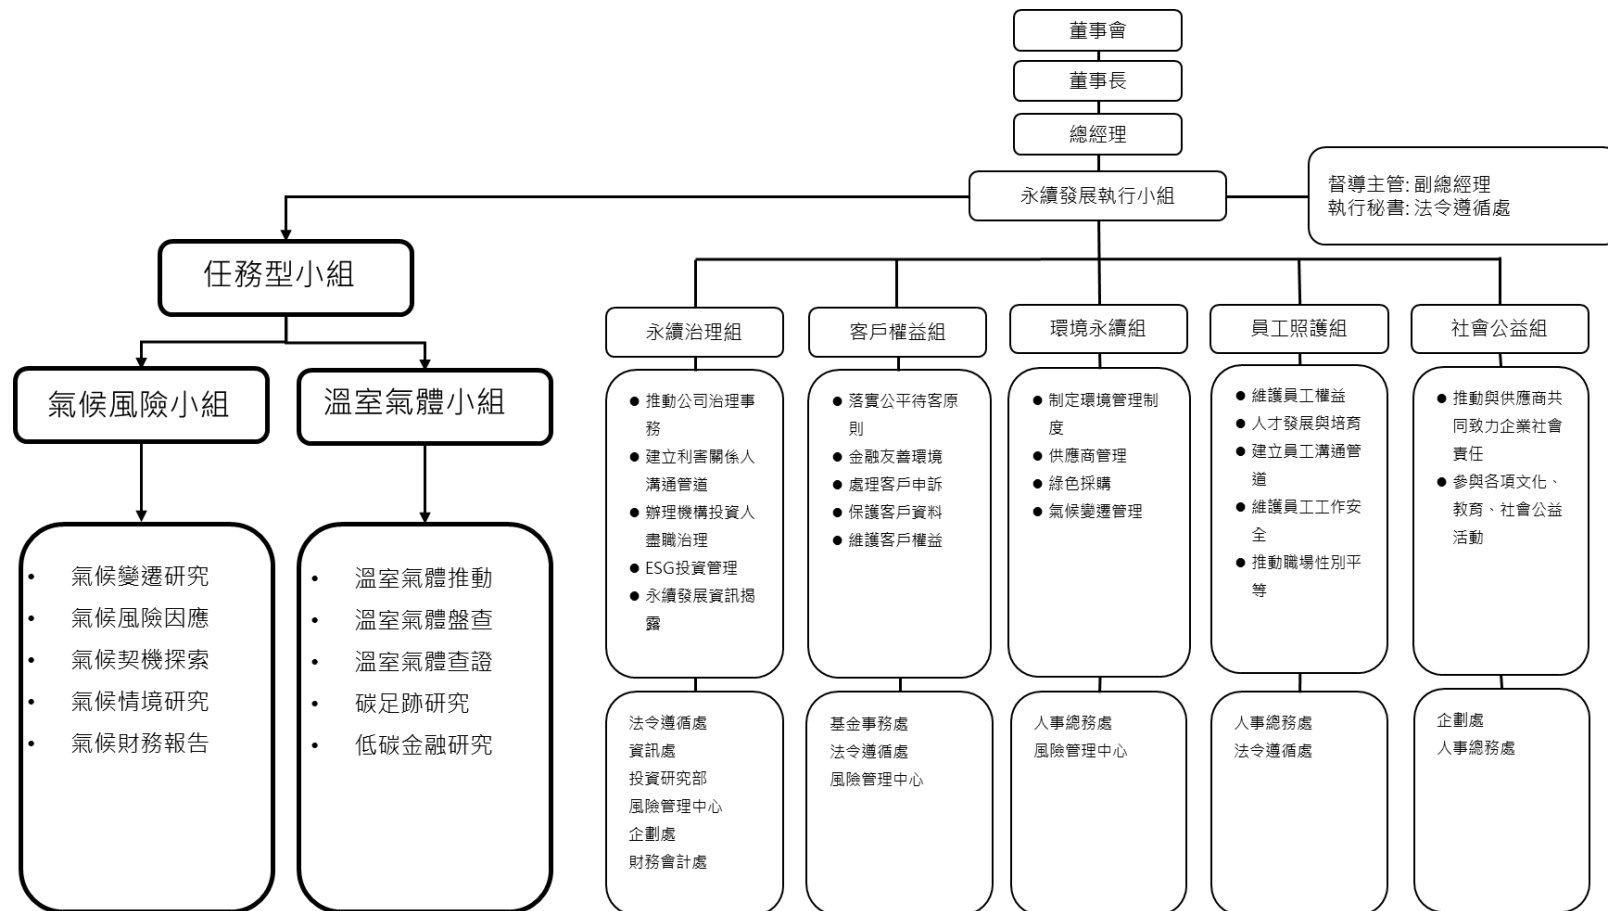 董事會
董事長
總經理
永續發展執行小組
督導主管: 副總經理
執行秘書: 法令遵循處
任務型小組
氣候風險小組
溫室氣體小組
• 氣候變遷研究
• 氣候風險因應
• 氣候契機探索
• 氣候情境研究
• 氣候財務報告
• 溫室氣體推動
• 溫室氣體盤查
• 溫室氣體查證
• 碳足跡研究
• 低碳金融研究
永續治理組
● 推動公司治理事
務
● 建立利害關係人
溝通管道
● 辦理機構投資人
盡職治理
● ESG投資管理
● 永續發展資訊揭
露
法令遵循處
資訊處
投資研究部
風險管理中心
企劃處
財務會計處
客戶權益組
● 落實公平待客原
則
● 金融友善環境
● 處理客戶申訴
● 保護客戶資料
● 維護客戶權益
基金事務處
法令遵循處
風險管理中心
環境永續組
● 制定環境管理制
度
● 供應商管理
● 綠色採購
● 氣候變遷管理
人事總務處
風險管理中心
員工照護組
● 維護員工權益
● 人才發展與培育
● 建立員工溝通管
道
● 維護員工工作安
全
● 推動職場性別平
等
人事總務處
法令遵循處
社會公益組
● 推動與供應商共
同致力企業社會
責任
● 參與各項文化、
教育、社會公益
活動
企劃處
人事總務處